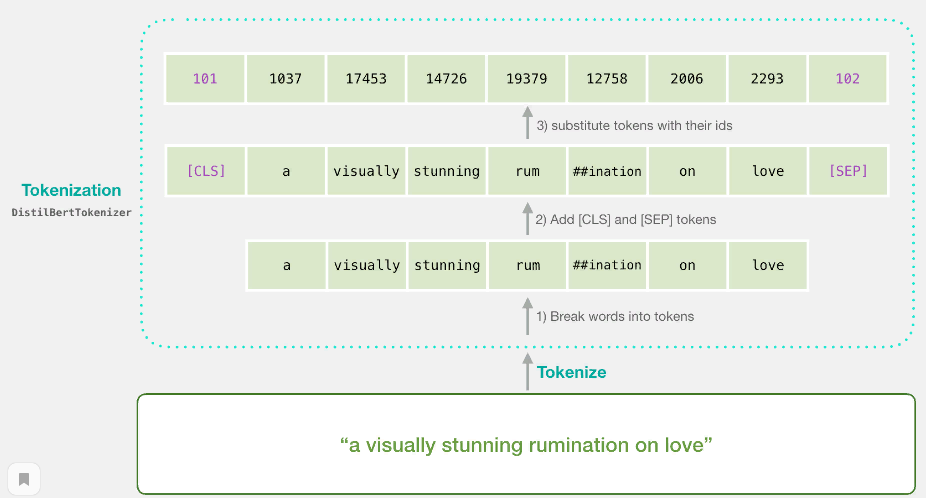 101 1037 17453 14726 19379 12758 2006 2293 102
3) substitute tokens with their ids
[CLS] a visually stunning rum ##ination on love [SEP]
Tokenization
DistilBertTokenizer
2) Add [CLS] and [SEP] tokens
a visually stunning rum ##ination on love
1) Break words into tokens
Tokenize
“a visually stunning rumination on love”